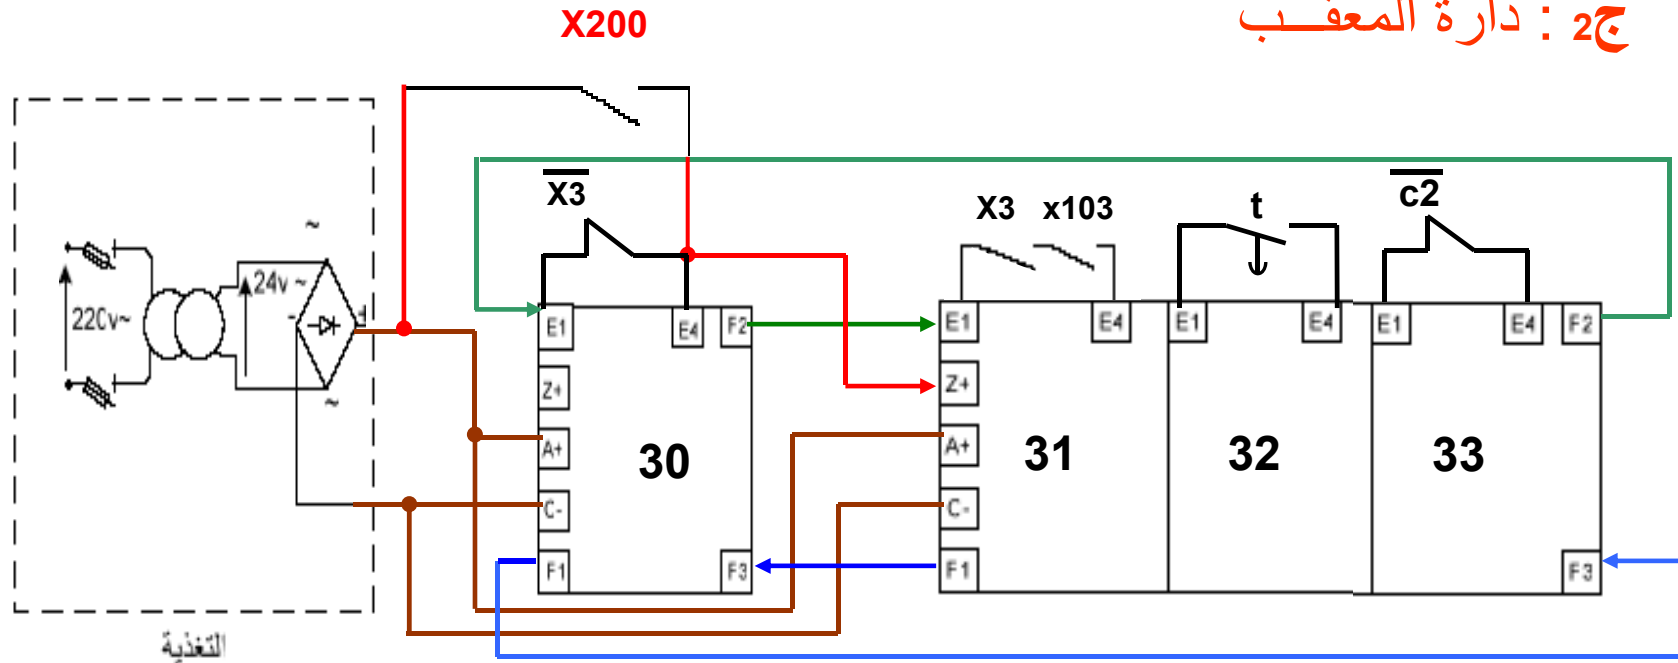 ج2 : دارة المعقب
X200
X3
X3 x103
t
c2
~
24v ~
220v~
-
+
~
E1
E4
F2
Z+
A+
C-
F1
F3
30
E1
E4
Z+
A+
C-
F1
31
E1
E4
32
E1
E4
F2
F3
33
التغذية